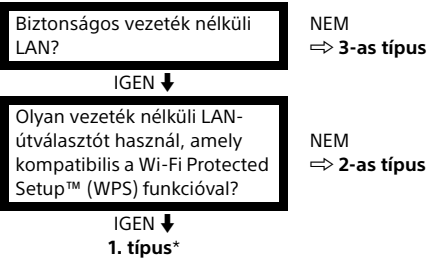 Biztonságos vezeték nélküli
LAN?
NEM
⇨ 3-as típus
IGEN ⬇
Olyan vezeték nélküli LAN-
útválasztót használ, amely
kompatibilis a Wi-Fi Protected
Setup™ (WPS) funkcióval?
NEM
⇨ 2-as típus
IGEN ⬇
1. típus*